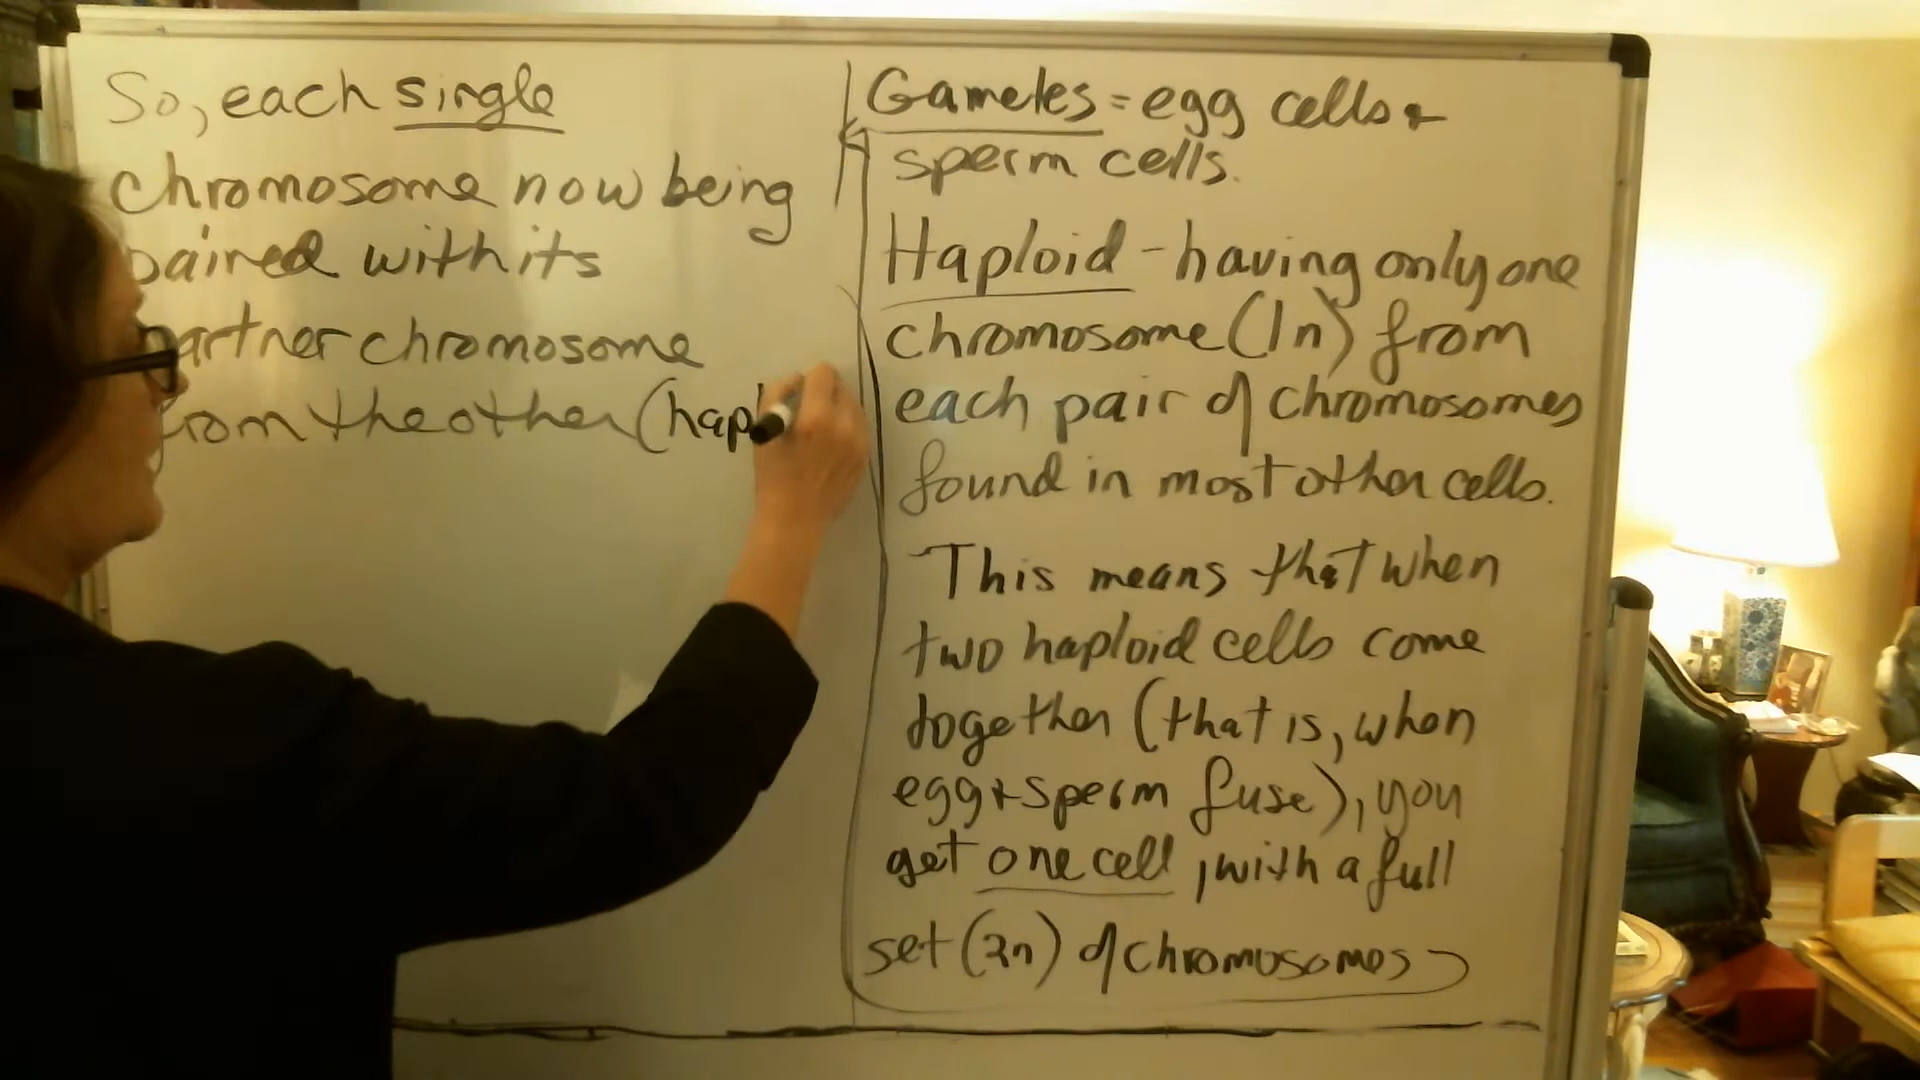 So, each single
chromosome now being
paired with its
partner chromosome
from the other (hapl
Gametes = egg cells +
sperm cells.
Haploid - having only one
chromosome (1n) from
each pair of chromosomes
found in most other cells.
This means that when
two haploid cells come
together (that is, when
egg + sperm fuse), you
get one cell, with a full
set (2n) of chromosomes